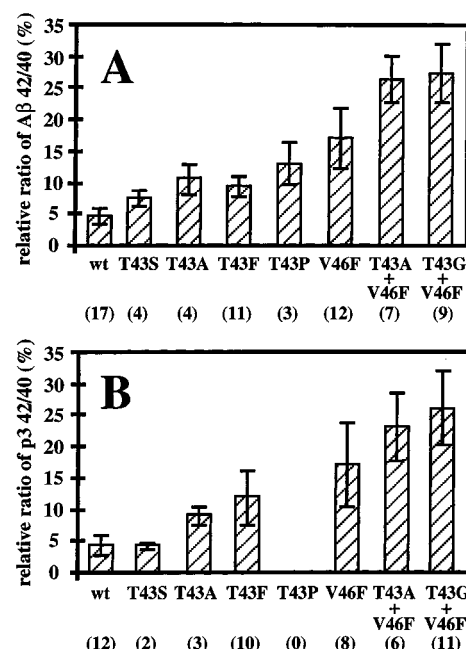 A
relative ratio of Aβ 42/40 (%)
35
30
25
20
15
10
5
0
wt T43S T43A T43F T43P V46F T43A T43G
+ +
V46F V46F
(17) (4) (4) (11) (3) (12) (7) (9)
B
relative ratio of p3 42/40 (%)
35
30
25
20
15
10
5
0
wt T43S T43A T43F T43P V46F T43A T43G
+ +
V46F V46F
(12) (2) (3) (10) (0) (8) (6) (11)